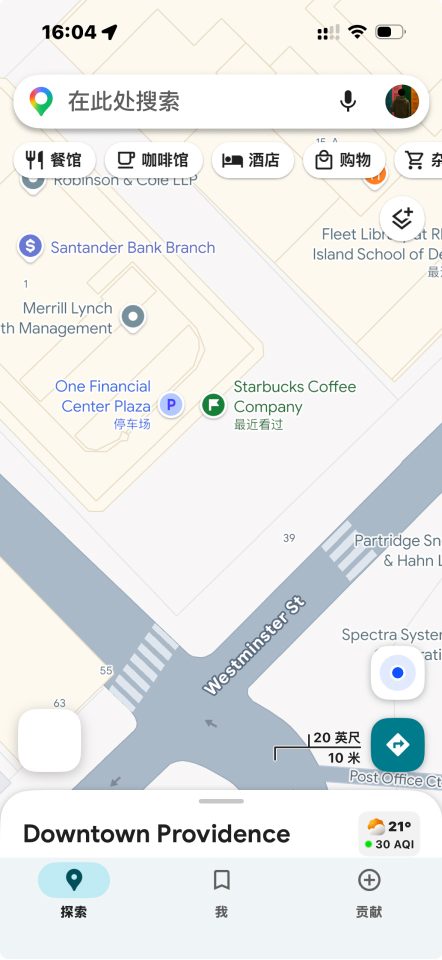 16:04
在此处搜索
餐馆
咖啡馆
酒店
购物
Robinson & Cole LLP
Fleet Library at Rh
Island School of De
Santander Bank Branch
1
Merrill Lynch
th Management
One Financial
Center Plaza
停车场
P
Starbucks Coffee
Company
最近看过
39
Partridge Sn
& Hahn L
Westminster St
Spectra System
55
63
20 英尺
10 米
Post Office Ct
Downtown Providence
21°
30 AQI
探索
我
贡献